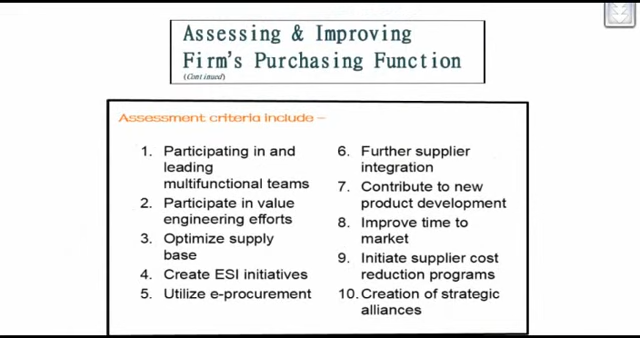 Assessing & Improving
Firm's Purchasing Function
(Continued)
Assessment criteria include –
1. Participating in and
leading
multifunctional teams
2. Participate in value
engineering efforts
3. Optimize supply
base
4. Create ESI initiatives
5. Utilize e-procurement
6. Further supplier
integration
7. Contribute to new
product development
8. Improve time to
market
9. Initiate supplier cost
reduction programs
10. Creation of strategic
alliances